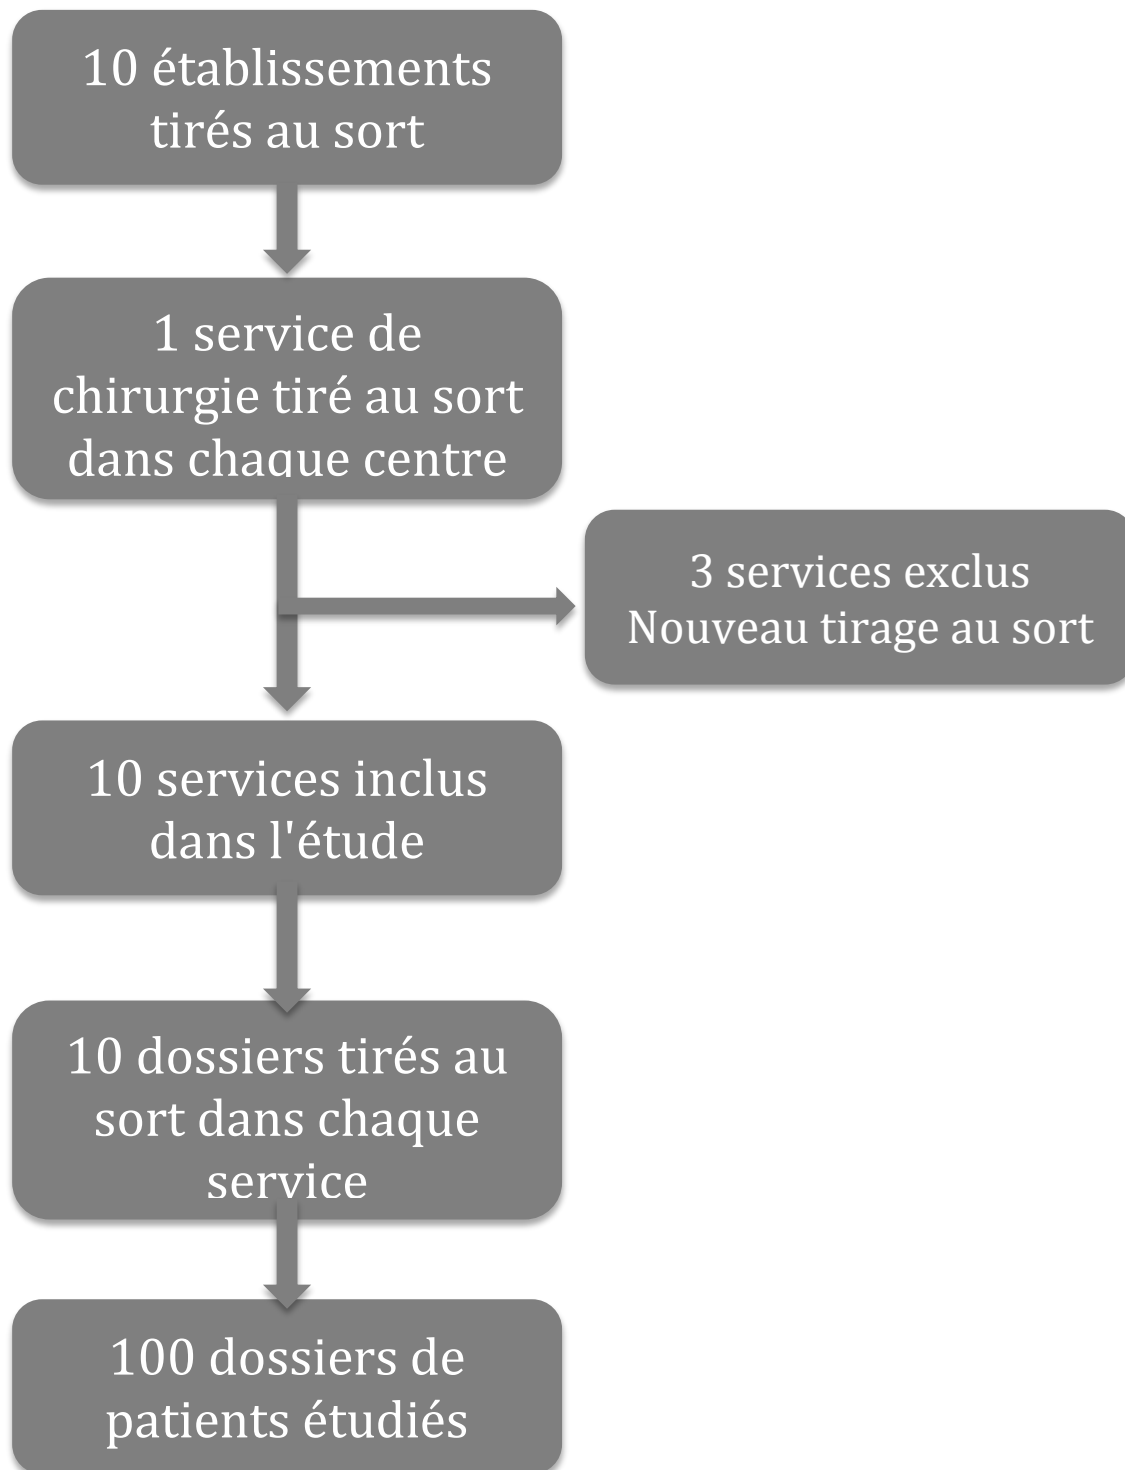 10 établissements
tirés au sort
1 service de
chirurgie tiré au sort
dans chaque centre
3 services exclus
Nouveau tirage au sort
10 services inclus
dans l'étude
10 dossiers tirés au
sort dans chaque
service
100 dossiers de
patients étudiés